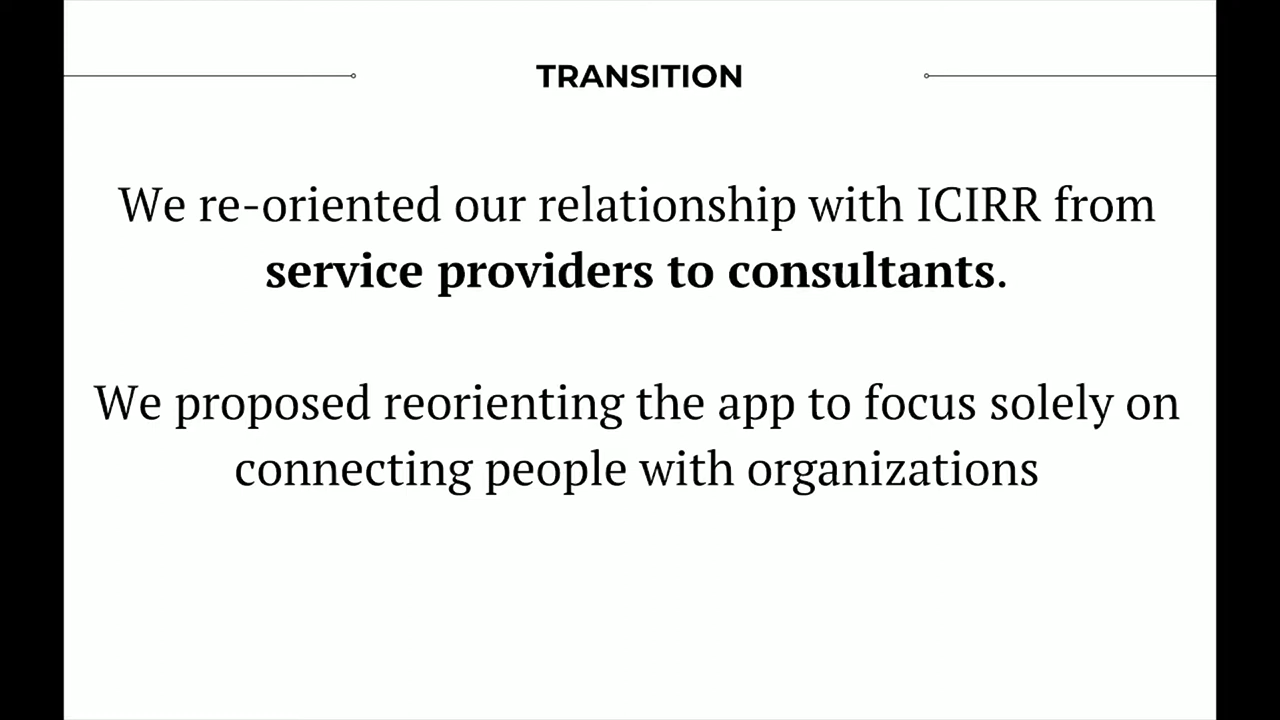 TRANSITION
We re-oriented our relationship with ICIRR from
service providers to consultants.
We proposed reorienting the app to focus solely on
connecting people with organizations